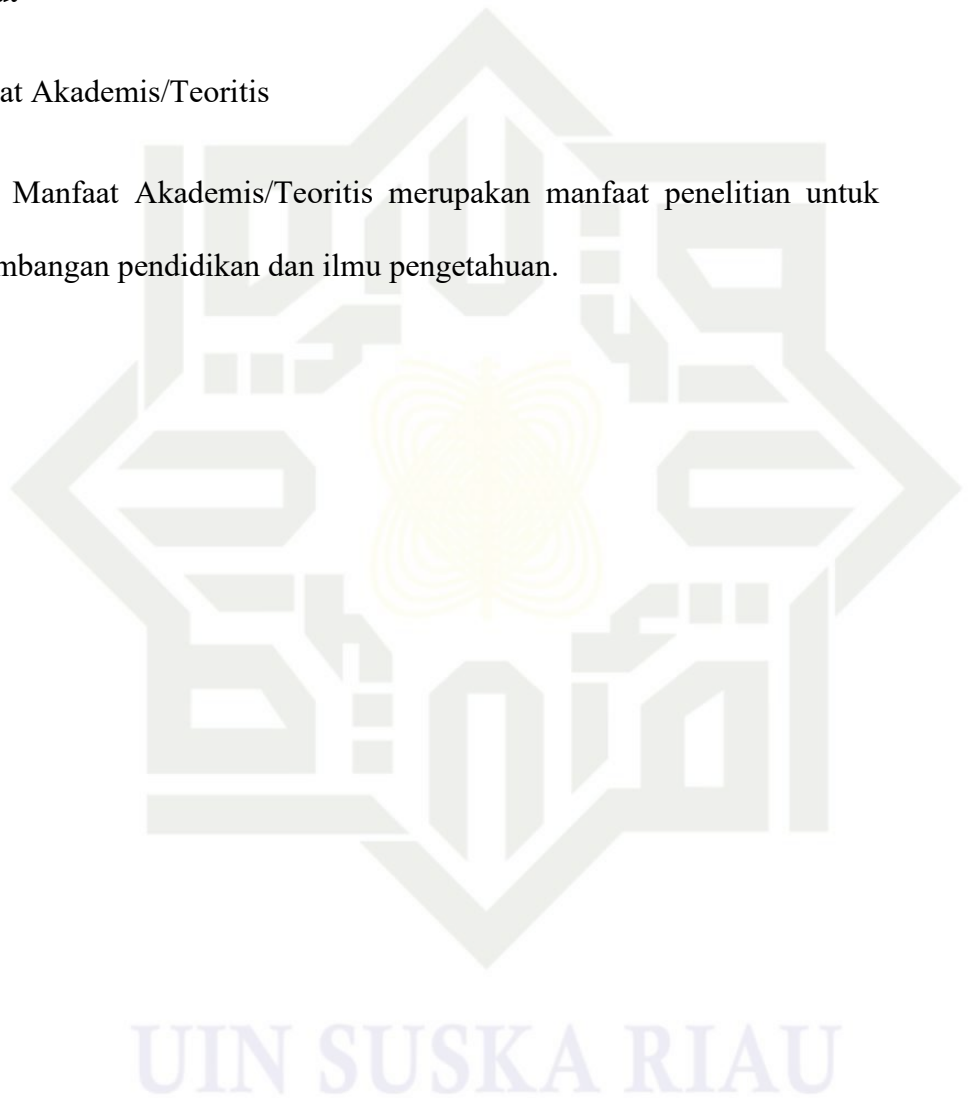 at Akademis/Teoritis
Manfaat Akademis/Teoritis merupakan manfaat penelitian untuk
mbangan pendidikan dan ilmu pengetahuan.
UIN SUSKA RIAU